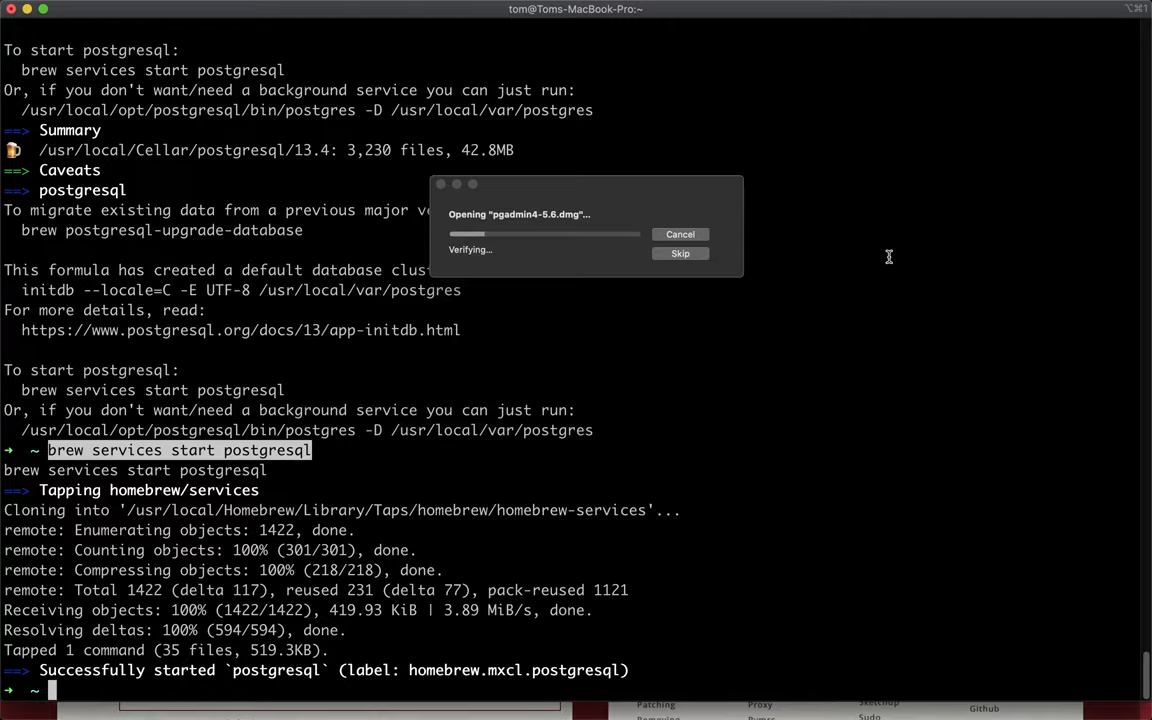 tom@Toms-MacBook-Pro:~
⌥⌘1
To start postgresql:
brew services start postgresql
Or, if you don't want/need a background service you can just run:
/usr/local/opt/postgresql/bin/postgres -D /usr/local/var/postgres
==> Summary
🍺 /usr/local/Cellar/postgresql/13.4: 3,230 files, 42.8MB
==> Caveats
==> postgresql
To migrate existing data from a previous major ve
brew postgresql-upgrade-database
This formula has created a default database clust
initdb --locale=C -E UTF-8 /usr/local/var/postgres
For more details, read:
https://www.postgresql.org/docs/13/app-initdb.html
To start postgresql:
brew services start postgresql
Or, if you don't want/need a background service you can just run:
/usr/local/opt/postgresql/bin/postgres -D /usr/local/var/postgres
➜ ~ brew services start postgresql
brew services start postgresql
==> Tapping homebrew/services
Cloning into '/usr/local/Homebrew/Library/Taps/homebrew/homebrew-services'...
remote: Enumerating objects: 1422, done.
remote: Counting objects: 100% (301/301), done.
remote: Compressing objects: 100% (218/218), done.
remote: Total 1422 (delta 117), reused 231 (delta 77), pack-reused 1121
Receiving objects: 100% (1422/1422), 419.93 KiB | 3.89 MiB/s, done.
Resolving deltas: 100% (594/594), done.
Tapped 1 command (35 files, 519.3KB).
==> Successfully started `postgresql` (label: homebrew.mxcl.postgresql)
➜ ~
Opening "pgadmin4-5.6.dmg"...
Cancel
Verifying...
Skip
Patching
Proxy
Github
Sudo